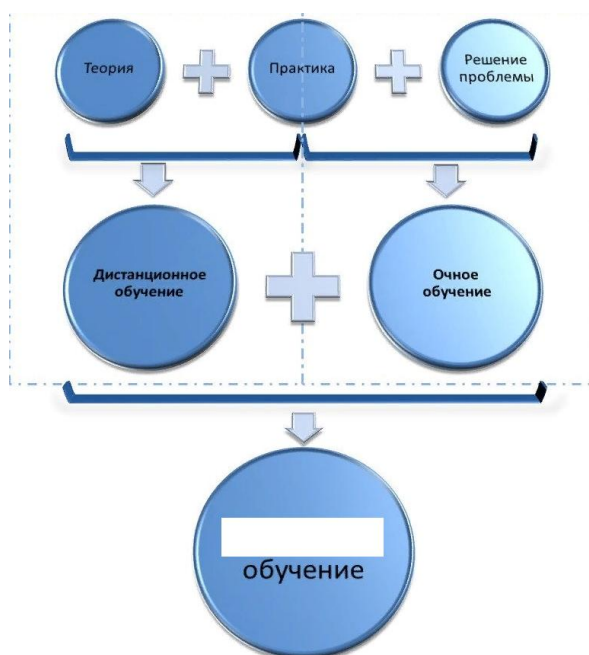 Теория
Практика
Решение
проблемы
Дистанционное
обучение
Очное
обучение
обучение